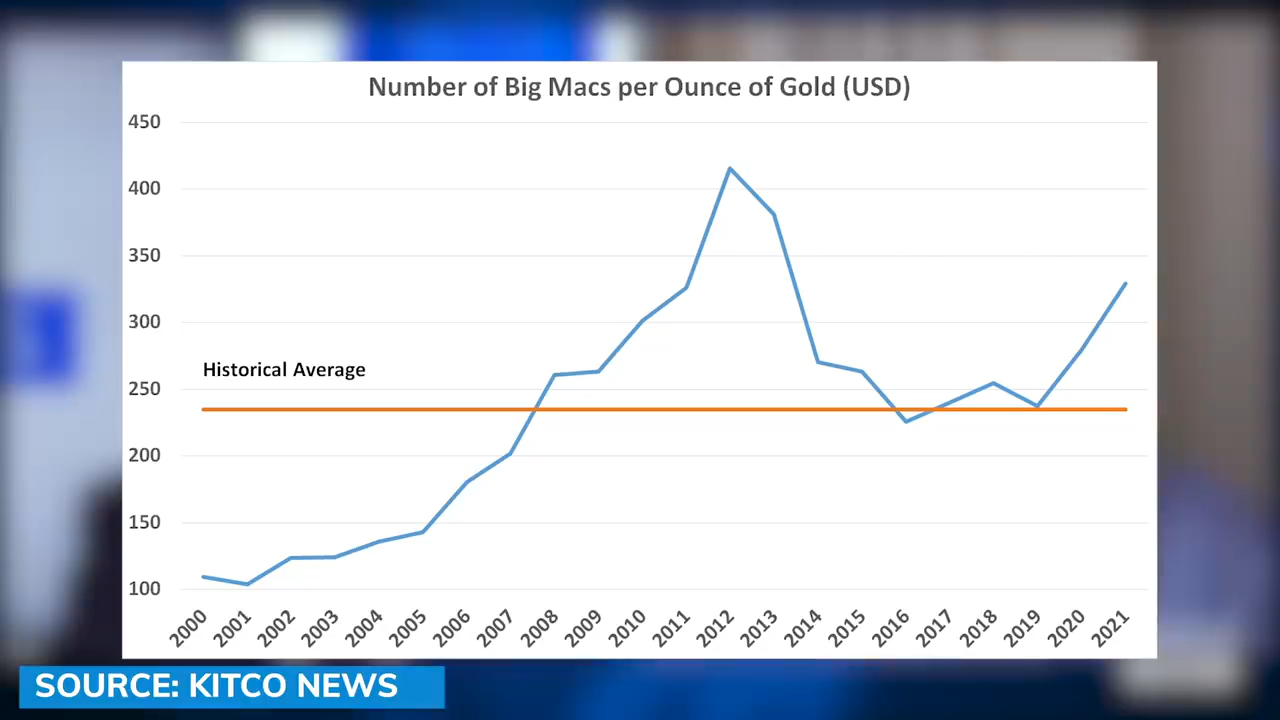 Number of Big Macs per Ounce of Gold (USD)
450
400
350
300
Historical Average
250
200
150
100
2000 2001 2002 2003 2004 2005 2006 2007 2008 2009 2010 2011 2012 2013 2014 2015 2016 2017 2018 2019 2020 2021
SOURCE: KITCO NEWS